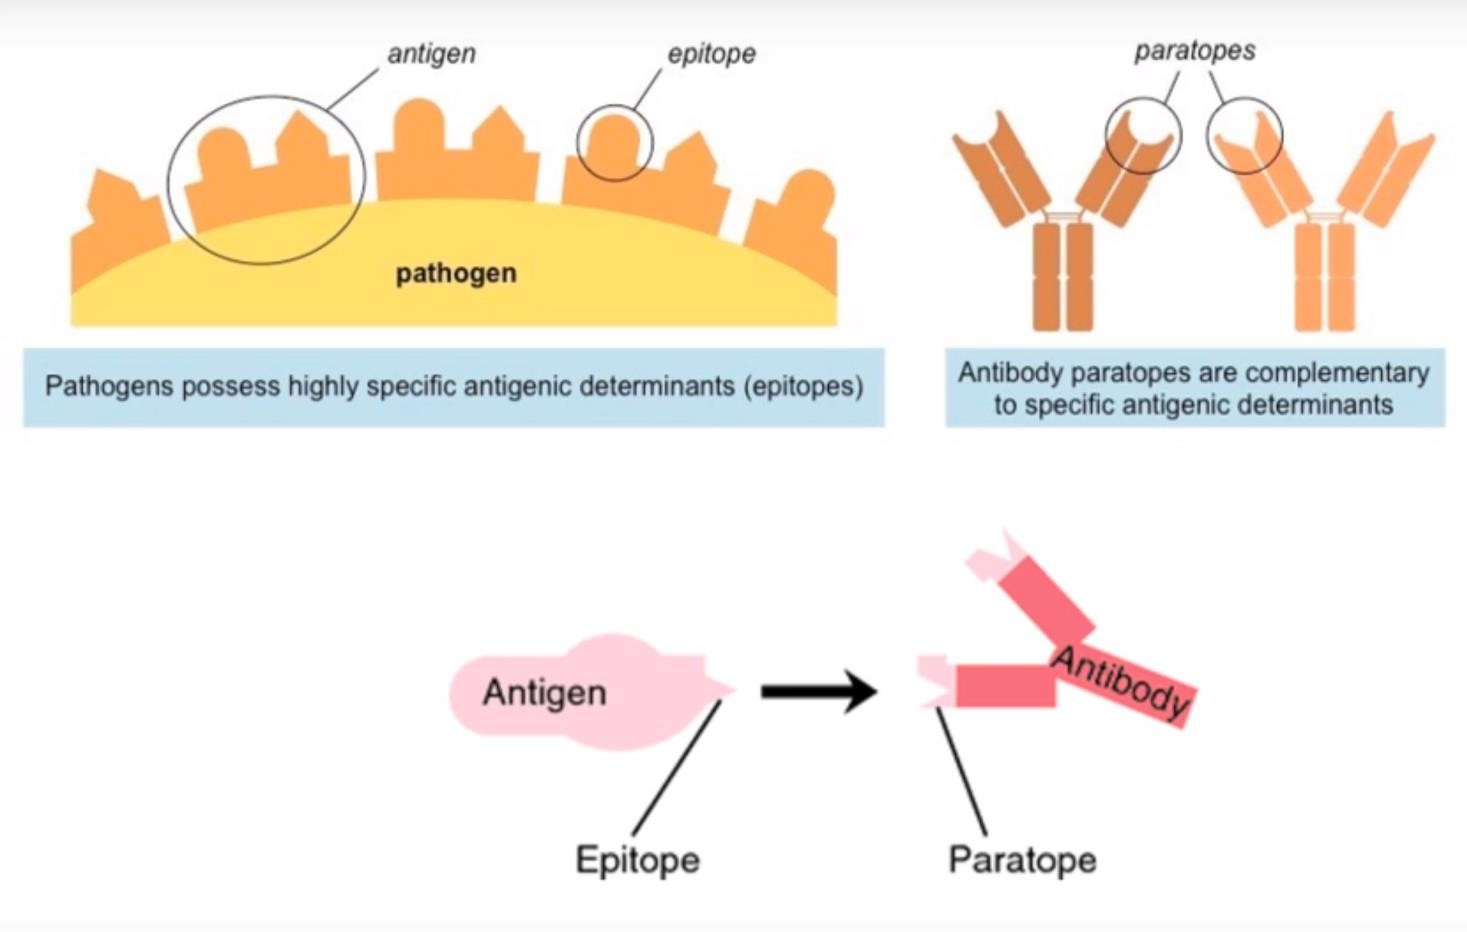 antigen
epitope
paratopes
pathogen
Pathogens possess highly specific antigenic determinants (epitopes)
Antibody paratopes are complementary
to specific antigenic determinants
Antigen
Antibody
Epitope
Paratope